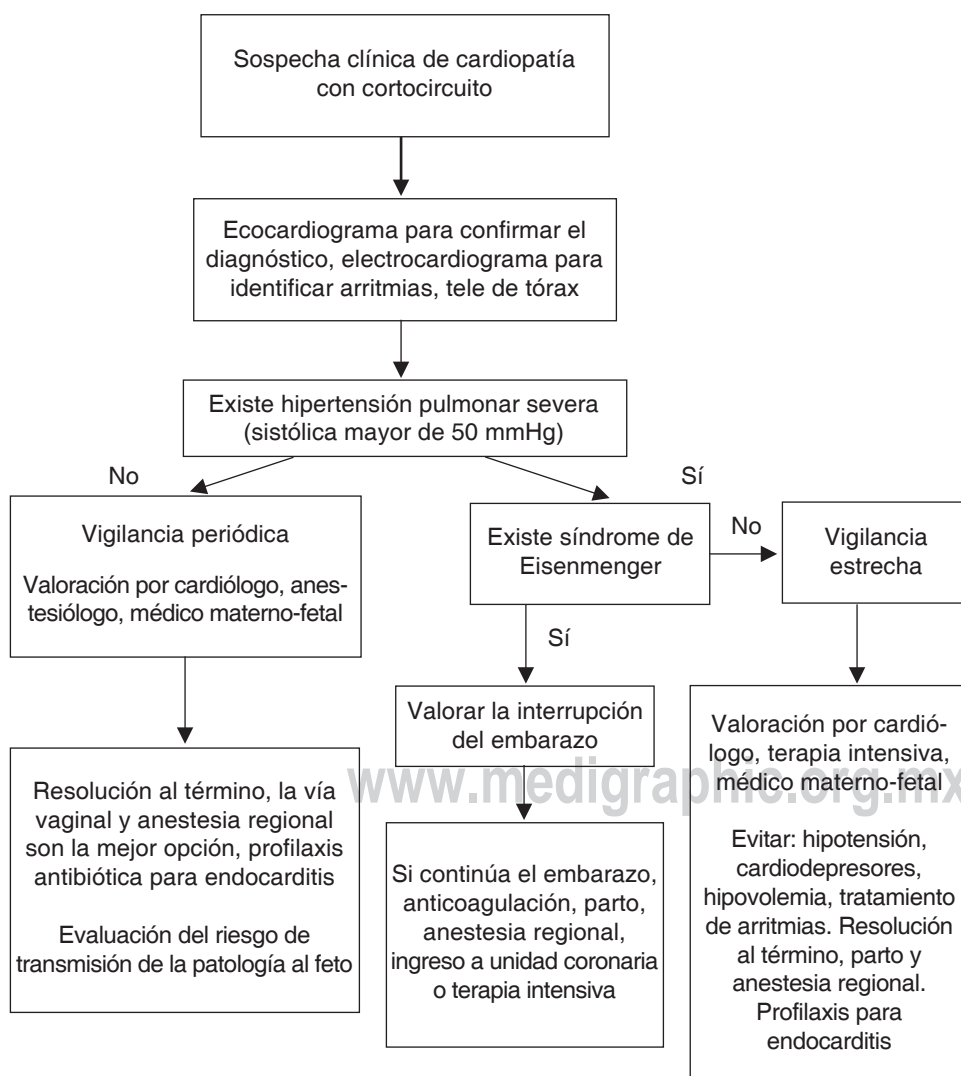 Sospecha clínica de cardiopatía
con cortocircuito
Ecocardiograma para confirmar el
diagnóstico, electrocardiograma para
identificar arritmias, tele de tórax
Existe hipertensión pulmonar severa
(sistólica mayor de 50 mmHg)
No
Sí
Vigilancia periódica
Valoración por cardiólogo, anes-
tesiólogo, médico materno-fetal
Existe síndrome de
Eisenmenger
No
Vigilancia
estrecha
Sí
Valorar la interrupción
del embarazo
Resolución al término, la vía
vaginal y anestesia regional
son la mejor opción, profilaxis
antibiótica para endocarditis
Evaluación del riesgo de
transmisión de la patología al feto
Si continúa el embarazo,
anticoagulación, parto,
anestesia regional,
ingreso a unidad coronaria
o terapia intensiva
Valoración por cardió-
logo, terapia intensiva,
médico materno-fetal
Evitar: hipotensión,
cardiodepresores,
hipovolemia, tratamiento
de arritmias. Resolución
al término, parto y
anestesia regional.
Profilaxis para
endocarditis
www.medigraphic.org.mx